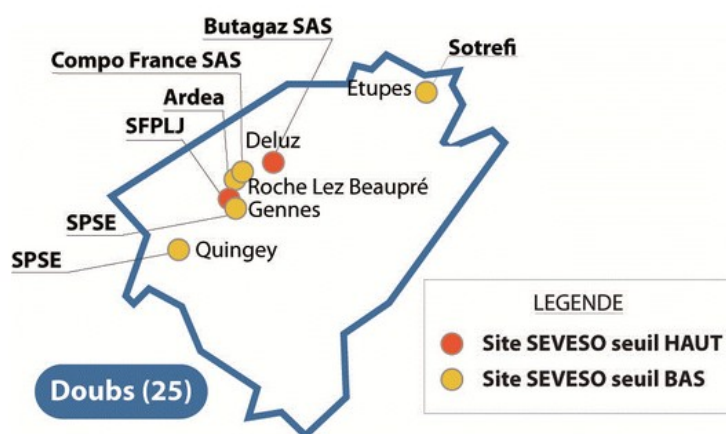 Butagaz SAS
Compo France SAS
Sotrefi
Ardea
Etupes
SFPLJ
Deluz
Roche Lez Beaupré
Gennes
SPSE
Quingey
SPSE
LEGENDE
Site SEVESO seuil HAUT
Site SEVESO seuil BAS
Doubs (25)